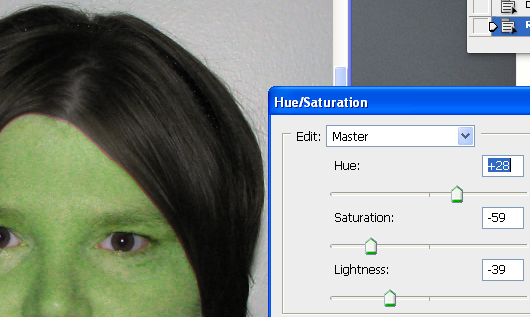 Hue/Saturation
Edit: Master
Hue:
+28
Saturation:
-59
Lightness:
-39